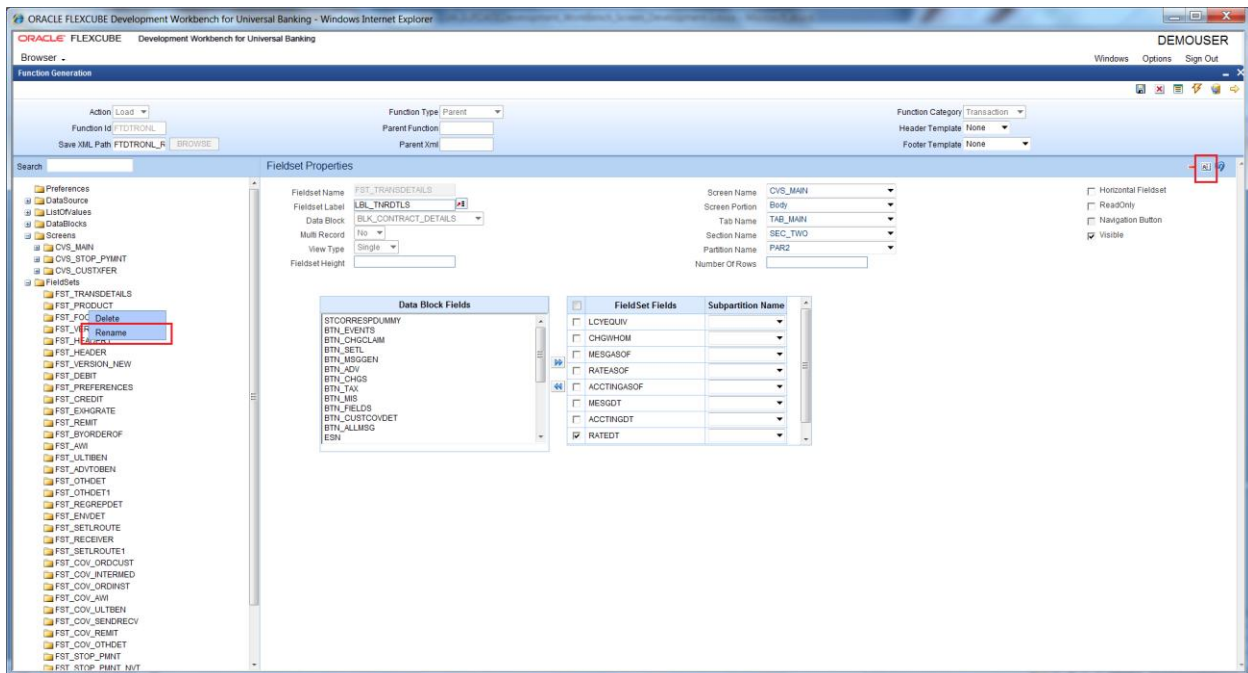 ORACLE FLEXCUBE Development Workbench for Universal Banking - Windows Internet Explorer
ORACLE FLEXCUBE Development Workbench for Universal Banking
DEMOUSER
Browser
Windows Options Sign Out
Function Generation
Action Load
Function Type Parent
Function Category Transaction
Function Id FTDTRONL
Parent Function
Header Template None
Save XML Path FTDTRONL_R BROWSE
Parent Xml
Footer Template None
Search
Fieldset Properties
Preferences
DataSource
ListOfValues
DataBlocks
Screens
CVS_MAIN
CVS_STOP_PYMNT
CVS_CUSTXFER
FieldSets
FST_TRANSDETAILS
FST_PRODUCT
FST_FOO
FST_VER
FST_HEADER1
FST_HEADER
FST_VERSION_NEW
FST_DEBIT
FST_PREFERENCES
FST_CREDIT
FST_EXHGRATE
FST_REMIT
FST_BYORDEROF
FST_AWI
FST_ULTIBEN
FST_ADVTOBEN
FST_OTHDET
FST_OTHDET1
FST_REGREPDET
FST_ENVDET
FST_SETLROUTE
FST_RECEIVER
FST_SETLROUTE1
FST_COV_ORDCUST
FST_COV_INTERMED
FST_COV_ORDINST
FST_COV_AWI
FST_COV_ULTBEN
FST_COV_SENDRECV
FST_COV_REMIT
FST_COV_OTHDET
FST_STOP_PMNT
FST_STOP_PMNT_NVT
Delete
Rename
Fieldset Name FST_TRANSDETAILS
Fieldset Label LBL_TNRDTLS
Data Block BLK_CONTRACT_DETAILS
Multi Record No
View Type Single
Fieldset Height
Screen Name CVS_MAIN
Screen Portion Body
Tab Name TAB_MAIN
Section Name SEC_TWO
Partition Name PAR2
Number Of Rows
Horizontal Fieldset
ReadOnly
Navigation Button
Visible
Data Block Fields
STCORRESPDUMMY
BTN_EVENTS
BTN_CHGCLAIM
BTN_SETL
BTN_MSGGEN
BTN_ADV
BTN_CHGS
BTN_TAX
BTN_MIS
BTN_FIELDS
BTN_CUSTCOVDET
BTN_ALLMSG
ESN
FieldSet Fields Subpartition Name
LCYEQUIV
CHGWHOM
MESGASOF
RATEASOF
ACCTINGASOF
MESGDT
ACCTINGDT
RATEDT